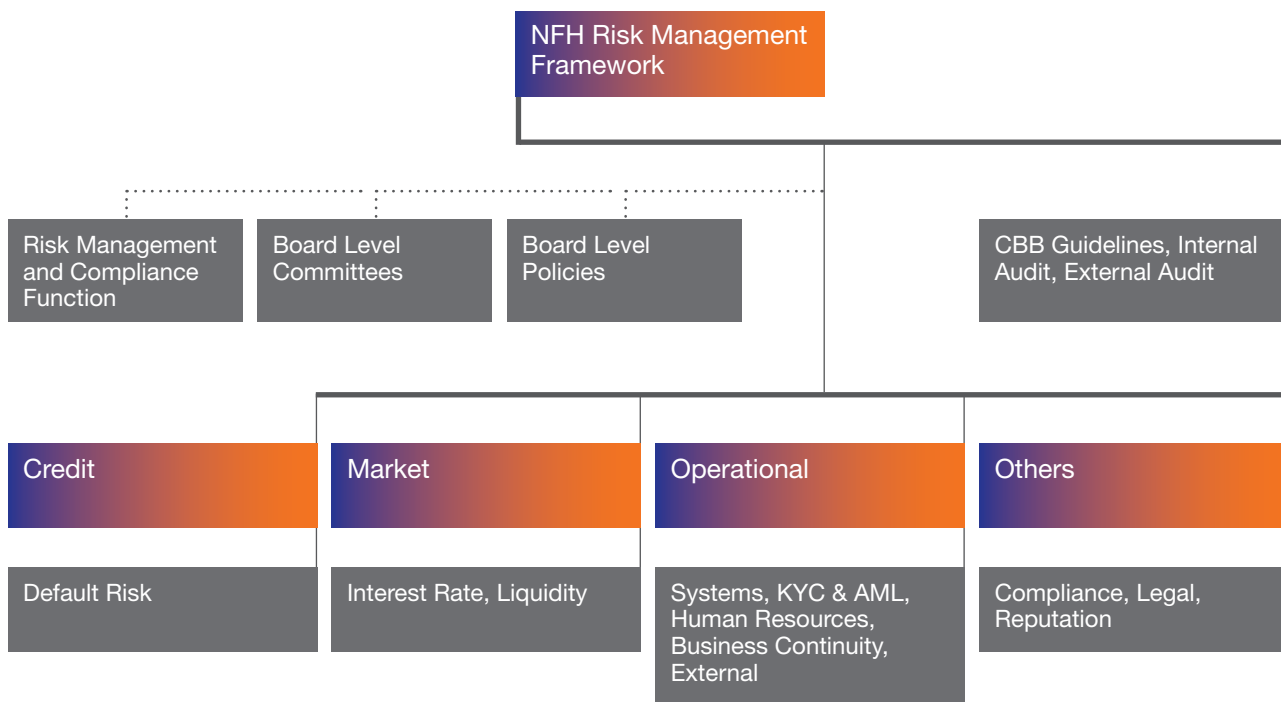 NFH Risk Management
Framework
Risk Management
and Compliance
Function
Board Level
Committees
Board Level
Policies
CBB Guidelines, Internal
Audit, External Audit
Credit
Market
Operational
Others
Default Risk
Interest Rate, Liquidity
Systems, KYC & AML,
Human Resources,
Business Continuity,
External
Compliance, Legal,
Reputation